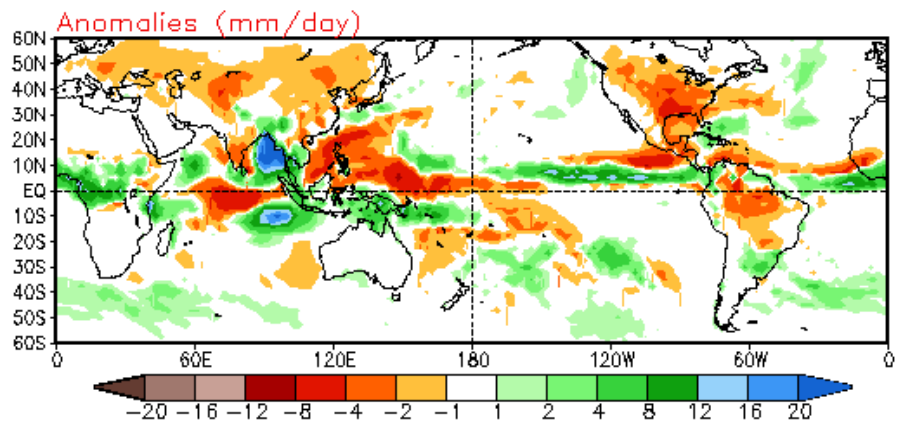 Anomalies (mm/day)
60N
50N
40N
30N
20N
10N
EQ
10S
20S
30S
40S
50S
60S
0 60E 120E 180 120W 60W 0
-20 -16 -12 -8 -4 -2 -1 1 2 4 8 12 16 20